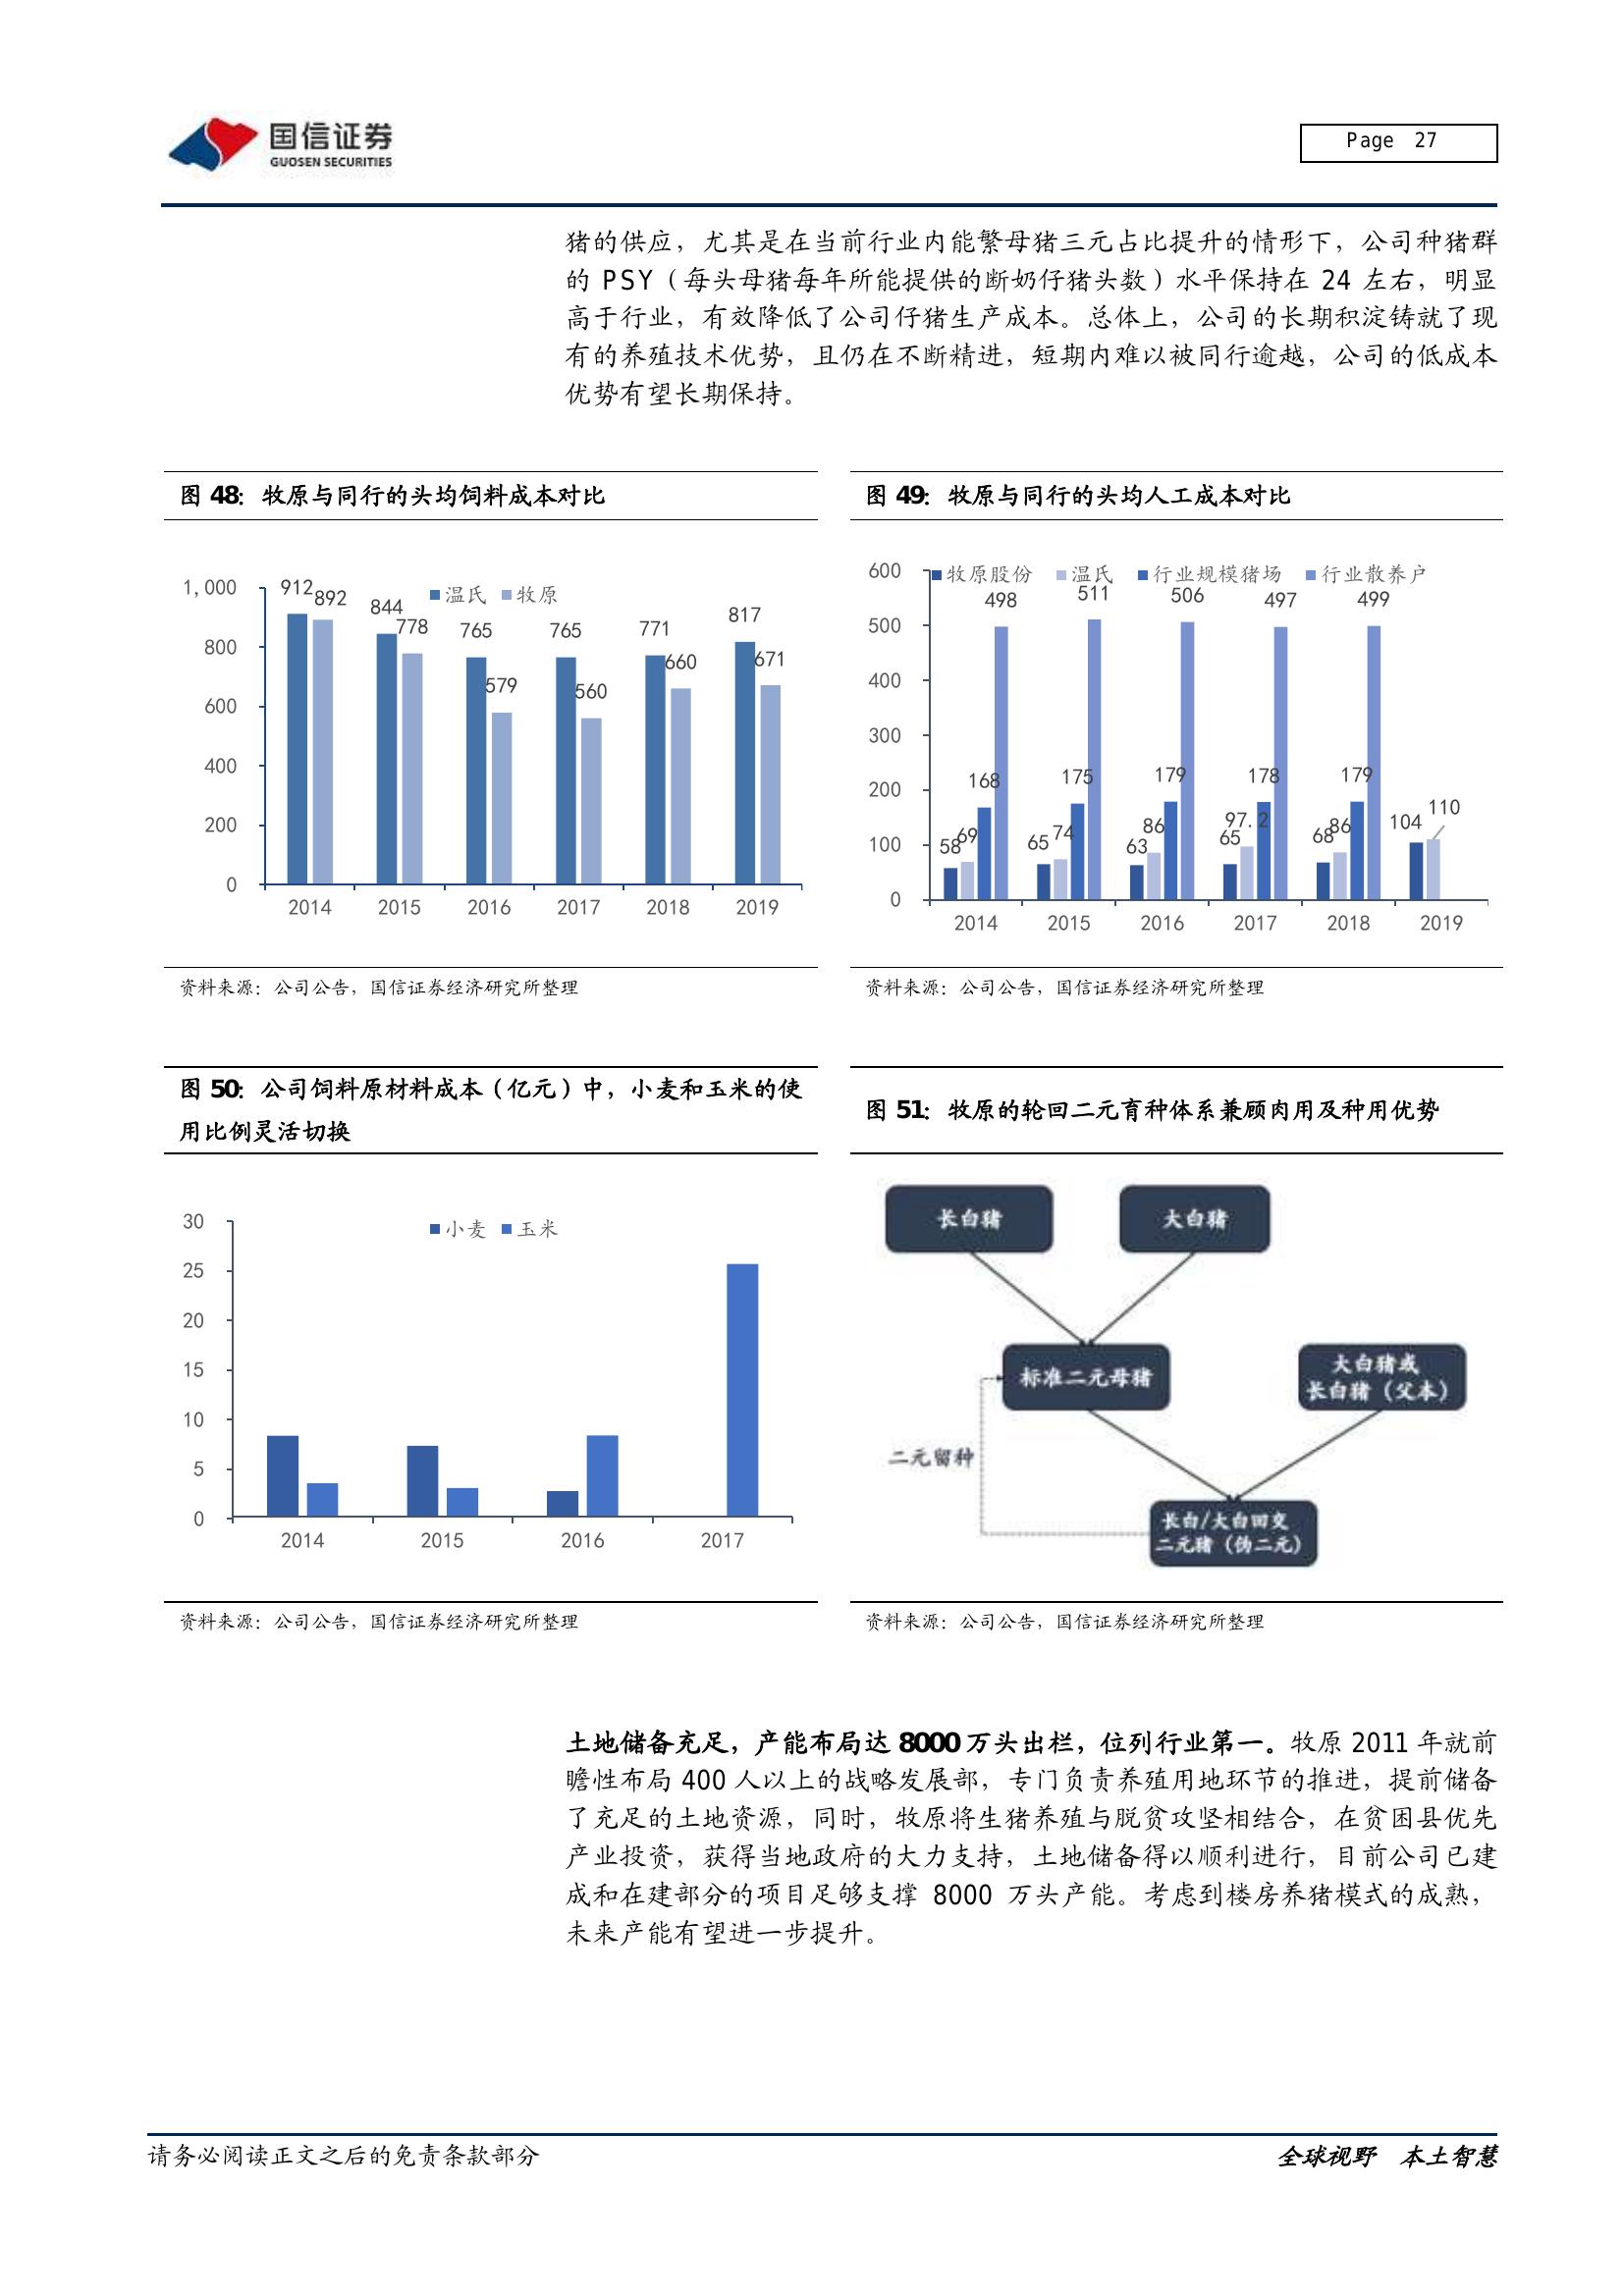 国信证券
GUOSEN SECURITIES
Page 27
猪的供应，尤其是在当前行业内能繁母猪三元占比提升的情形下，公司种猪群
的 PSY（每头母猪每年所能提供的断奶仔猪头数）水平保持在 24 左右，明显
高于行业，有效降低了公司仔猪生产成本。总体上，公司的长期积淀铸就了现
有的养殖技术优势，且仍在不断精进，短期内难以被同行逾越，公司的低成本
优势有望长期保持。
图 48：牧原与同行的头均饲料成本对比
温氏 牧原
1,000
800
600
400
200
0
912 892 844 778 765 579 765 560 771 660 817 671
2014 2015 2016 2017 2018 2019
资料来源：公司公告，国信证券经济研究所整理
图 49：牧原与同行的头均人工成本对比
牧原股份 温氏 行业规模猪场 行业散养户
600
500
400
300
200
100
0
58 69 168 498 65 74 175 511 63 86 179 506 65 97.2 178 497 68 86 179 499 104 110
2014 2015 2016 2017 2018 2019
资料来源：公司公告，国信证券经济研究所整理
图 50：公司饲料原材料成本（亿元）中，小麦和玉米的使
用比例灵活切换
小麦 玉米
30
25
20
15
10
5
0
2014 2015 2016 2017
资料来源：公司公告，国信证券经济研究所整理
图 51：牧原的轮回二元育种体系兼顾肉用及种用优势
长白猪 大白猪
标准二元母猪
大白猪或
长白猪（父本）
二元留种
长白/大白回交
二元猪（伪二元）
资料来源：公司公告，国信证券经济研究所整理
土地储备充足，产能布局达 8000 万头出栏，位列行业第一。牧原 2011 年就前
瞻性布局 400 人以上的战略发展部，专门负责养殖用地环节的推进，提前储备
了充足的土地资源，同时，牧原将生猪养殖与脱贫攻坚相结合，在贫困县优先
产业投资，获得当地政府的大力支持，土地储备得以顺利进行，目前公司已建
成和在建部分的项目足够支撑 8000 万头产能。考虑到楼房养猪模式的成熟，
未来产能有望进一步提升。
请务必阅读正文之后的免责条款部分
全球视野 本土智慧